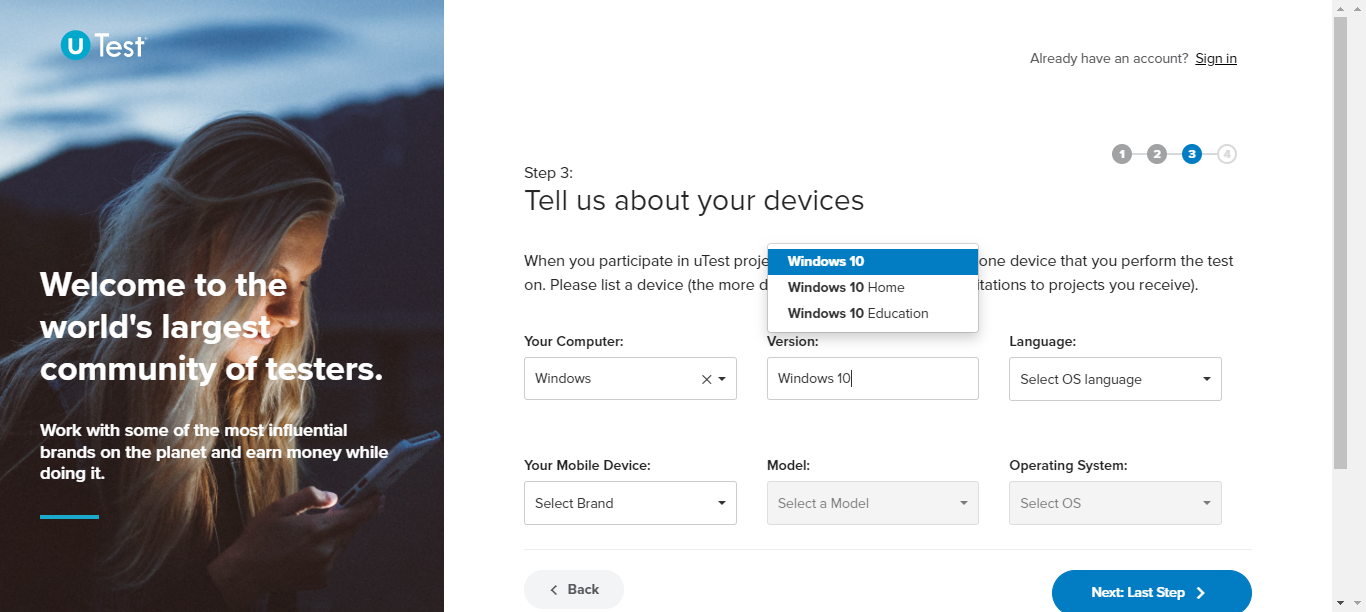 uTest
Already have an account? Sign in
1 2 3 4
Step 3:
Tell us about your devices
When you participate in uTest proje
one device that you perform the test
on. Please list a device (the more d
itations to projects you receive).
Windows 10
Windows 10 Home
Windows 10 Education
Your Computer:
Version:
Language:
Windows
Windows 10
Select OS language
Your Mobile Device:
Model:
Operating System:
Select Brand
Select a Model
Select OS
Back
Next: Last Step
Welcome to the
world's largest
community of testers.
Work with some of the most influential
brands on the planet and earn money while
doing it.